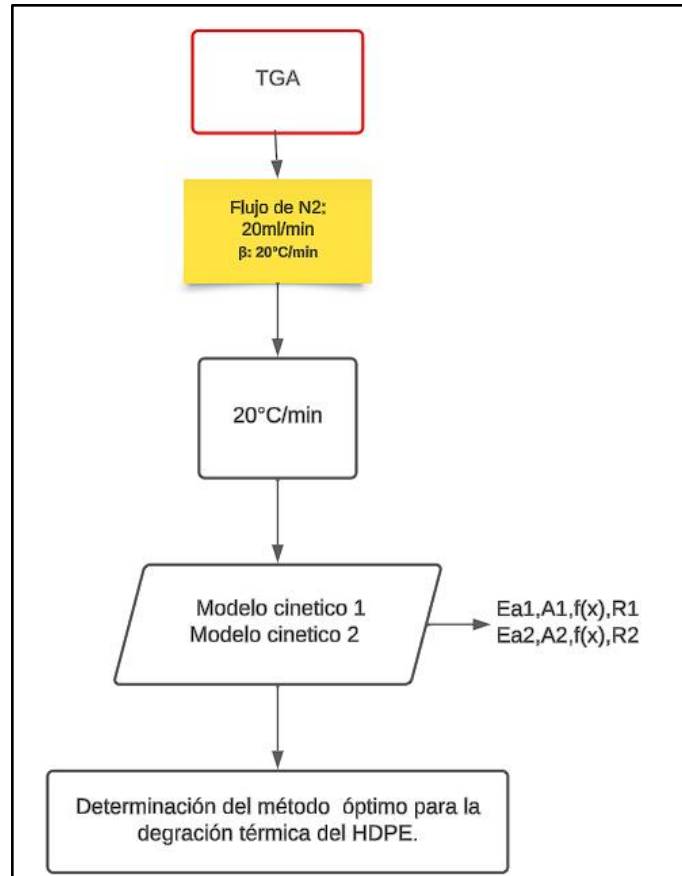 TGA
Flujo de N2:
20ml/min
β: 20°C/min
20°C/min
Modelo cinetico 1
Modelo cinetico 2
Ea1,A1,f(x),R1
Ea2,A2,f(x),R2
Determinación del método óptimo para la
degración térmica del HDPE.